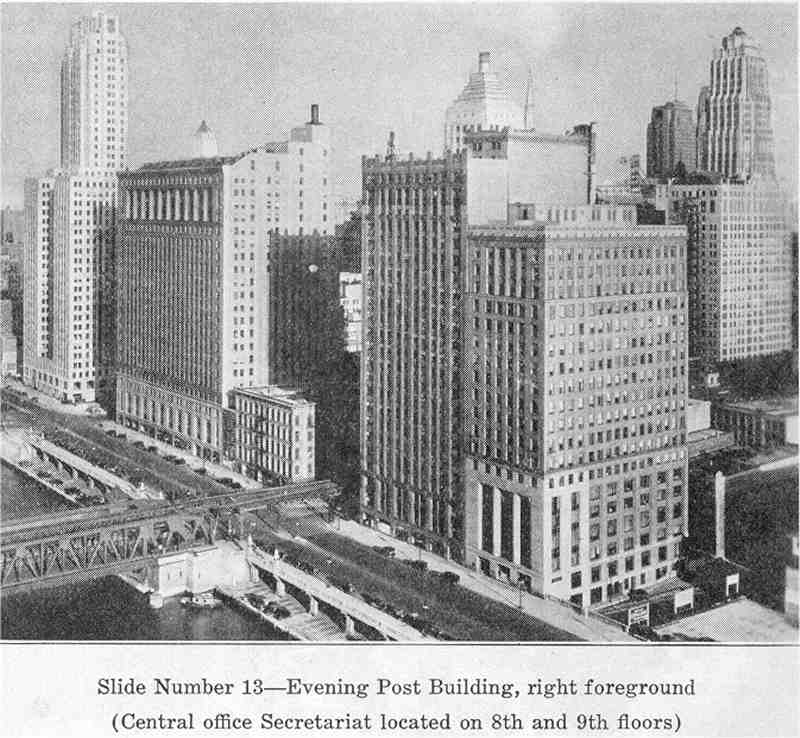 Slide Number 13—Evening Post Building, right foreground
(Central office Secretariat located on 8th and 9th floors)